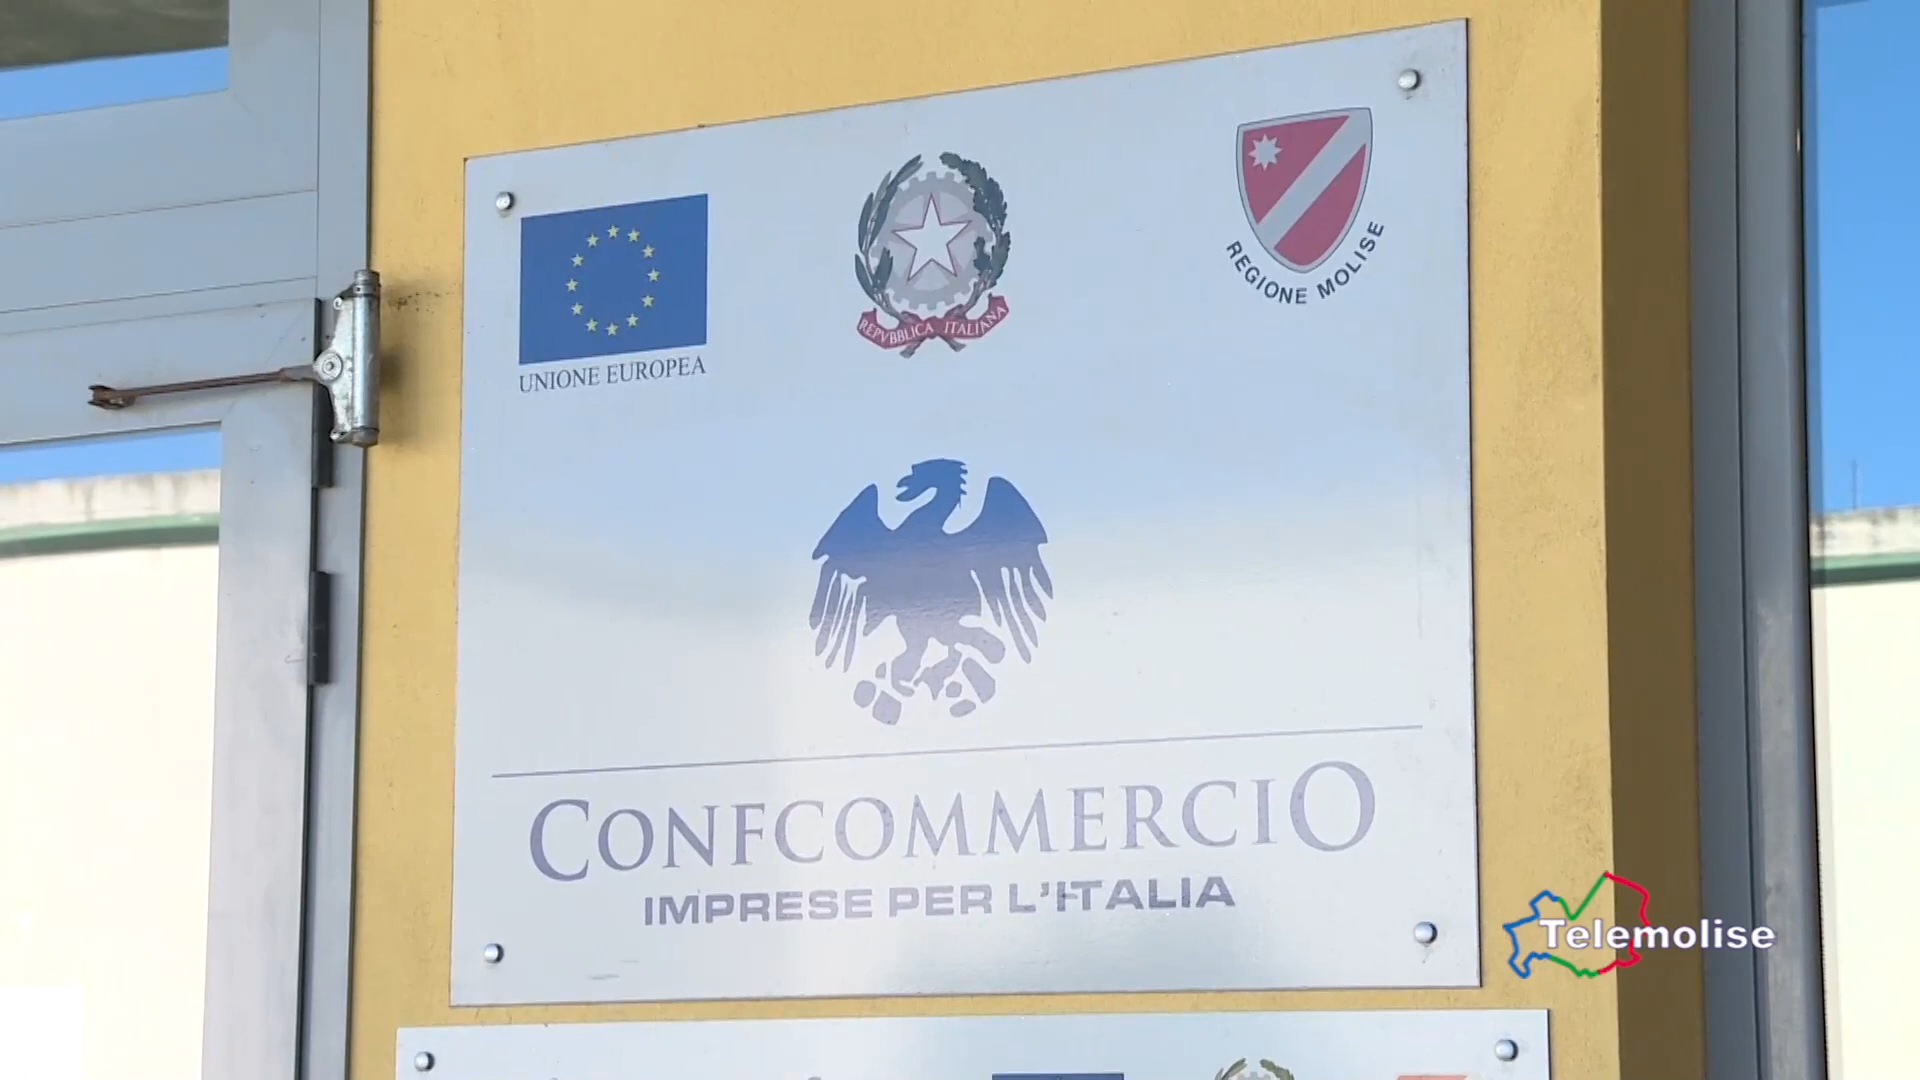 UNIONE EUROPEA
REPVBBLICA ITALIANA
REGIONE MOLISE
CONFCOMMERCIO
IMPRESE PER L'ITALIA
Telemolise